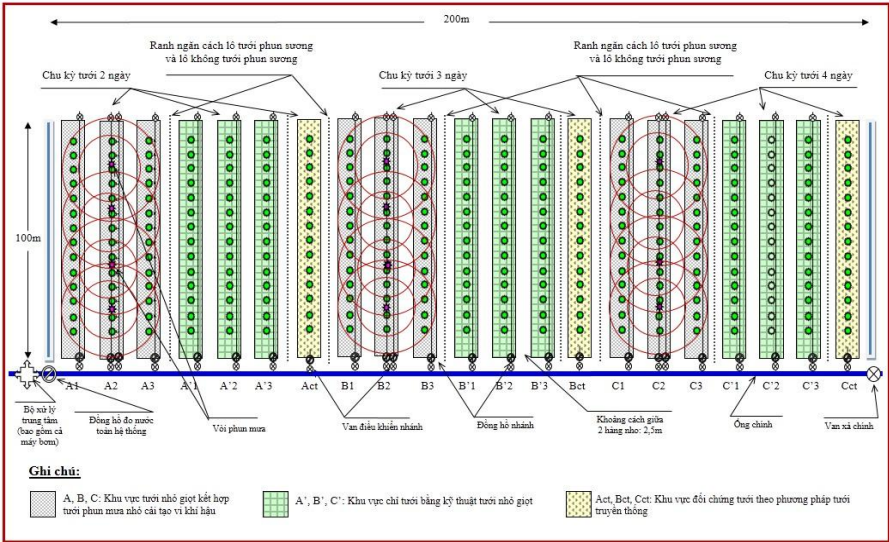 200m
Ranh ngăn cách lô tưới phun sương
và lô không tưới phun sương
Ranh ngăn cách lô tưới phun sương
và lô không tưới phun sương
Chu kỳ tưới 2 ngày
Chu kỳ tưới 3 ngày
Chu kỳ tưới 4 ngày
100m
A1 A2 A3 A'1 A'2 A'3 Act B1 B2 B3 B'1 B'2 B'3 Bct C1 C2 C3 C'1 C'2 C'3 Cct
Bộ xử lý
trung tâm
(bao gồm cả
máy bơm)
Đồng hồ đo nước
toàn hệ thống
Vòi phun mưa
Van điều khiển nhánh
Đồng hồ nhánh
Khoảng cách giữa
2 hàng nho: 2,5m
Ống chính
Van xả chính
Ghi chú:
A, B, C: Khu vực tưới nhỏ giọt kết hợp
tưới phun mưa nhỏ cải tạo vi khí hậu
A', B', C': Khu vực chỉ tưới bằng kỹ thuật tưới nhỏ giọt
Act, Bct, Cct: Khu vực đối chứng tưới theo phương pháp tưới
truyền thống